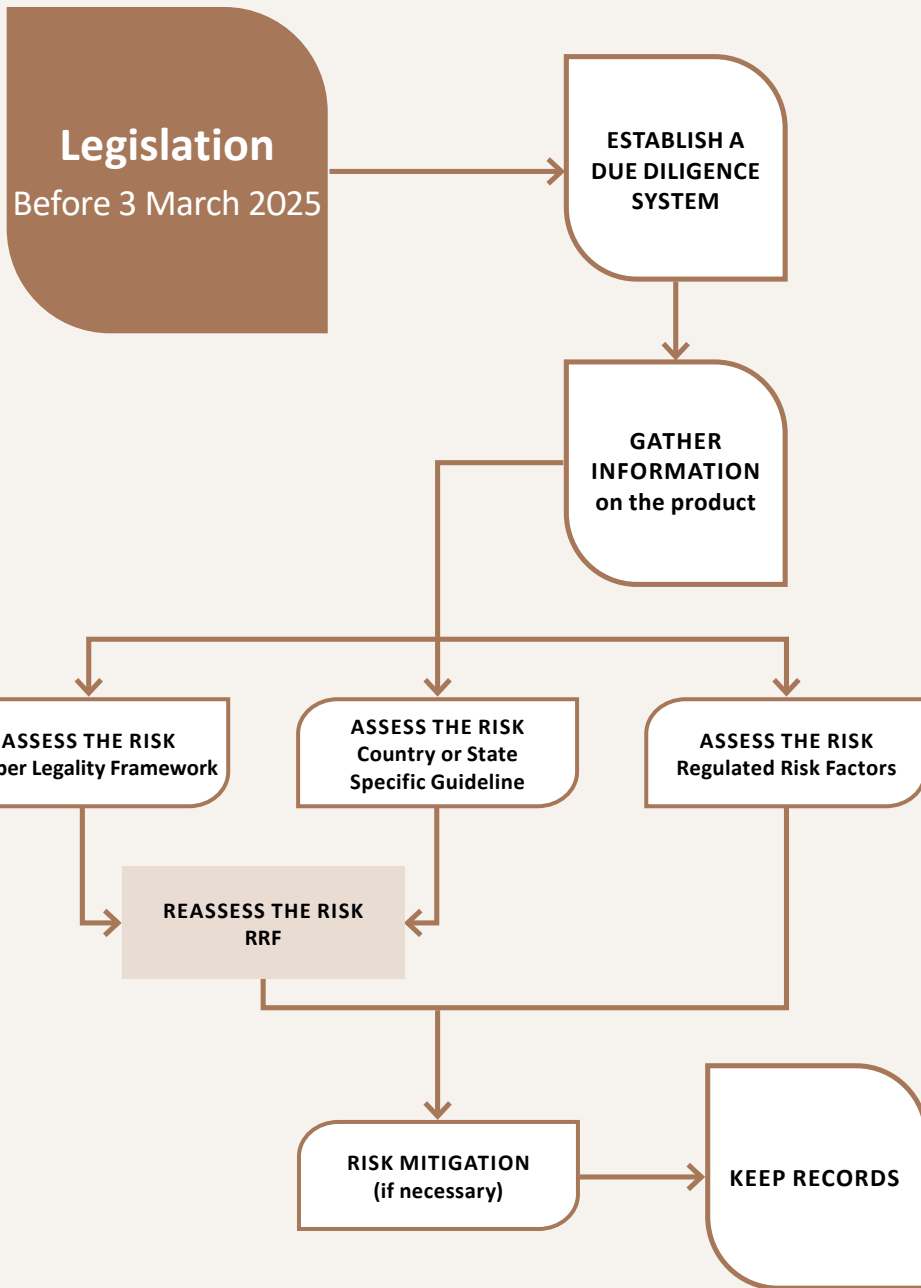 Legislation
Before 3 March 2025
ESTABLISH A
DUE DILIGENCE
SYSTEM
GATHER
INFORMATION
on the product
ASSESS THE RISK
Legality Framework
ASSESS THE RISK
Country or State
Specific Guideline
ASSESS THE RISK
Regulated Risk Factors
REASSESS THE RISK
RRF
RISK MITIGATION
(if necessary)
KEEP RECORDS